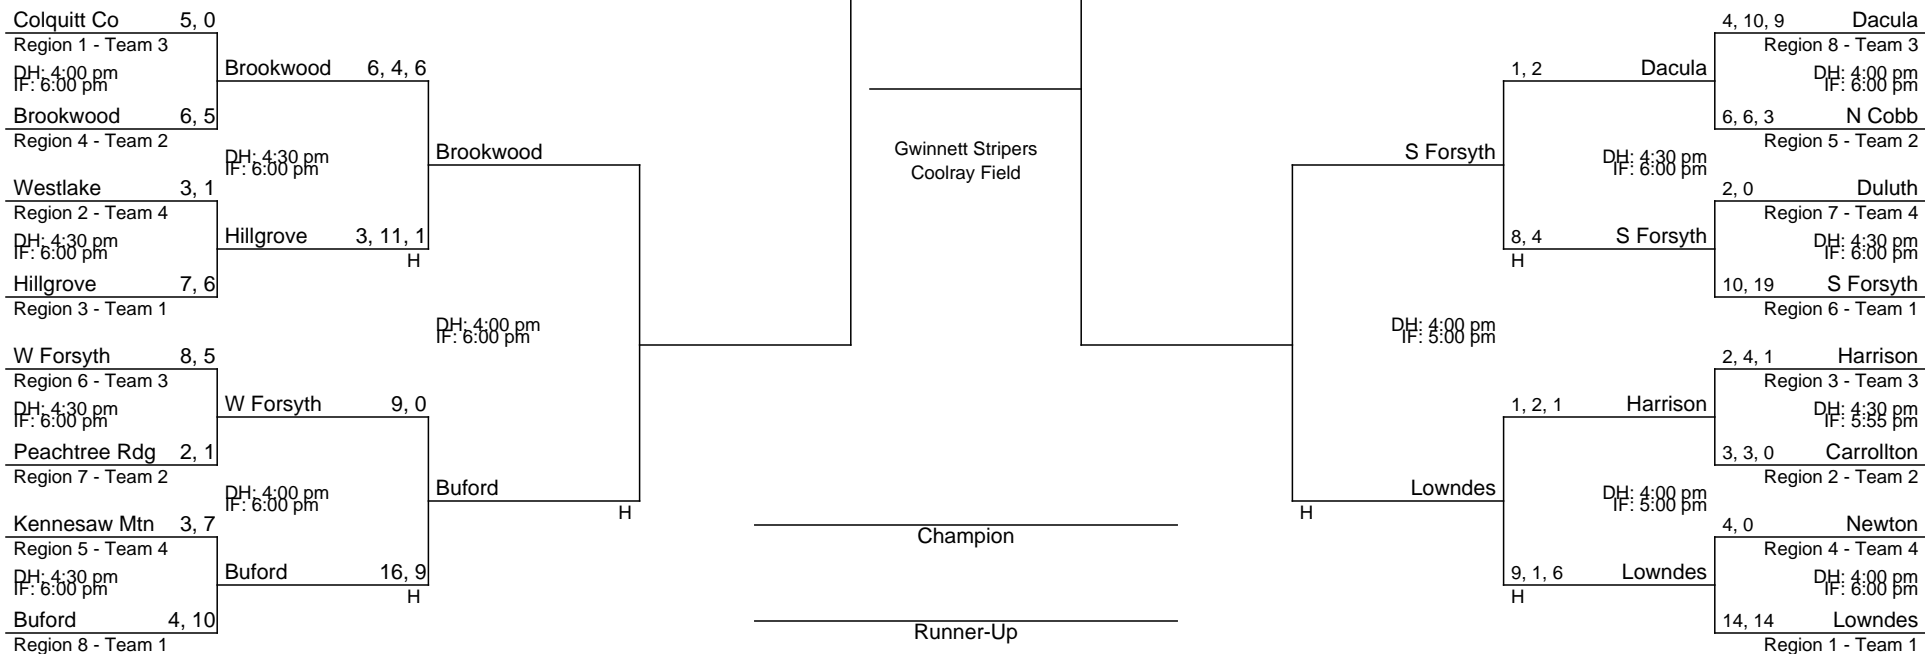 Colquitt Co 5, 0
Region 1 - Team 3
DH: 4:00 pm
IF: 6:00 pm
Brookwood 6, 5
Region 4 - Team 2
Westlake 3, 1
Region 2 - Team 4
DH: 4:30 pm
IF: 6:00 pm
Hillgrove 7, 6
Region 3 - Team 1
W Forsyth 8, 5
Region 6 - Team 3
DH: 4:30 pm
IF: 6:00 pm
Peachtree Rdg 2, 1
Region 7 - Team 2
Kennesaw Mtn 3, 7
Region 5 - Team 4
DH: 4:30 pm
IF: 6:00 pm
Buford 4, 10
Region 8 - Team 1
Brookwood 6, 4, 6
DH: 4:30 pm
IF: 6:00 pm
Hillgrove 3, 11, 1
H
W Forsyth 9, 0
DH: 4:00 pm
IF: 6:00 pm
Buford 16, 9
H
Brookwood
DH: 4:00 pm
IF: 6:00 pm
Buford
H
Gwinnett Stripers
Coolray Field
Champion
Runner-Up
S Forsyth
DH: 4:00 pm
IF: 5:00 pm
Lowndes
H
1, 2 Dacula
DH: 4:30 pm
IF: 6:00 pm
8, 4 S Forsyth
H
1, 2, 1 Harrison
DH: 4:00 pm
IF: 5:00 pm
9, 1, 6 Lowndes
H
4, 10, 9 Dacula
Region 8 - Team 3
DH: 4:00 pm
IF: 6:00 pm
6, 6, 3 N Cobb
Region 5 - Team 2
2, 0 Duluth
Region 7 - Team 4
DH: 4:30 pm
IF: 6:00 pm
10, 19 S Forsyth
Region 6 - Team 1
2, 4, 1 Harrison
Region 3 - Team 3
DH: 4:30 pm
IF: 5:55 pm
3, 3, 0 Carrollton
Region 2 - Team 2
4, 0 Newton
Region 4 - Team 4
DH: 4:00 pm
IF: 6:00 pm
14, 14 Lowndes
Region 1 - Team 1